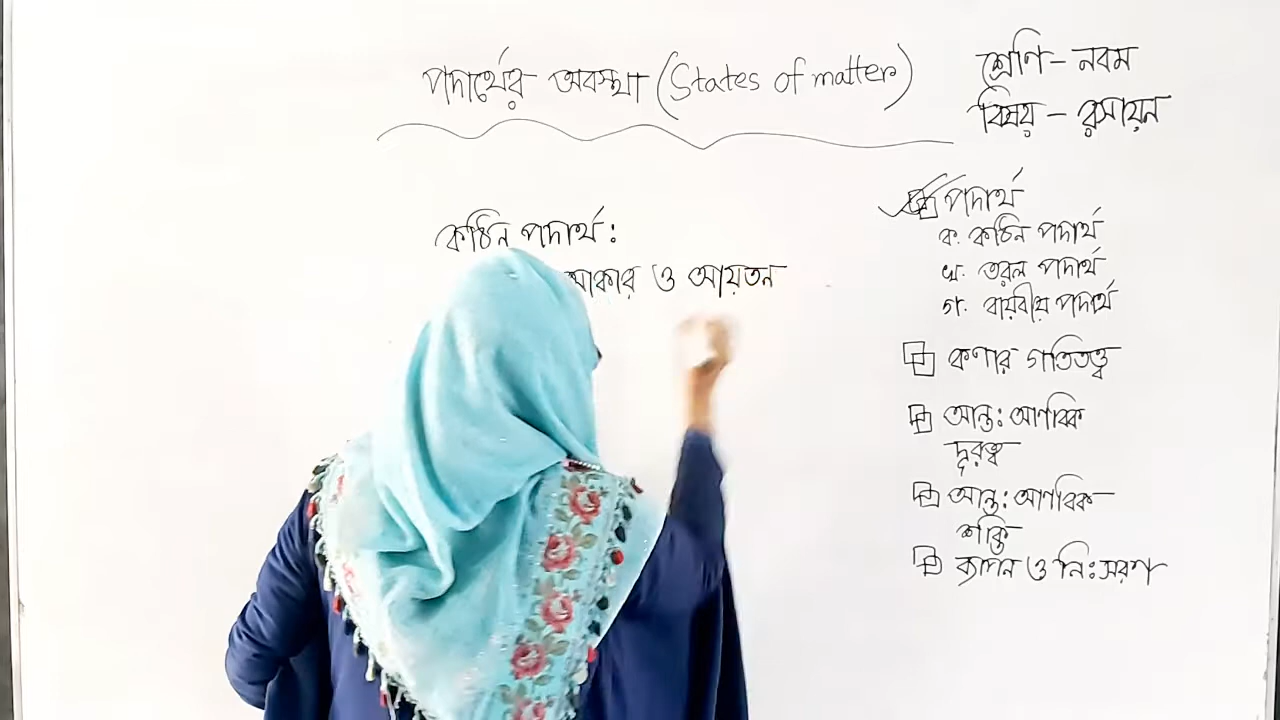 পদার্থের অবস্থা (States of matter)
শ্রেণি - নবম
বিষয় - রসায়ন
কঠিন পদার্থ :
আকার ও আয়তন
পদার্থ
ক. কঠিন পদার্থ
খ. তরল পদার্থ
গ. বায়বীয় পদার্থ
কণার গতিতত্ত্ব
আন্ত: আণবিক
দূরত্ব
আন্ত: আণবিক
শক্তি
ব্যাপন ও নি:সরণ